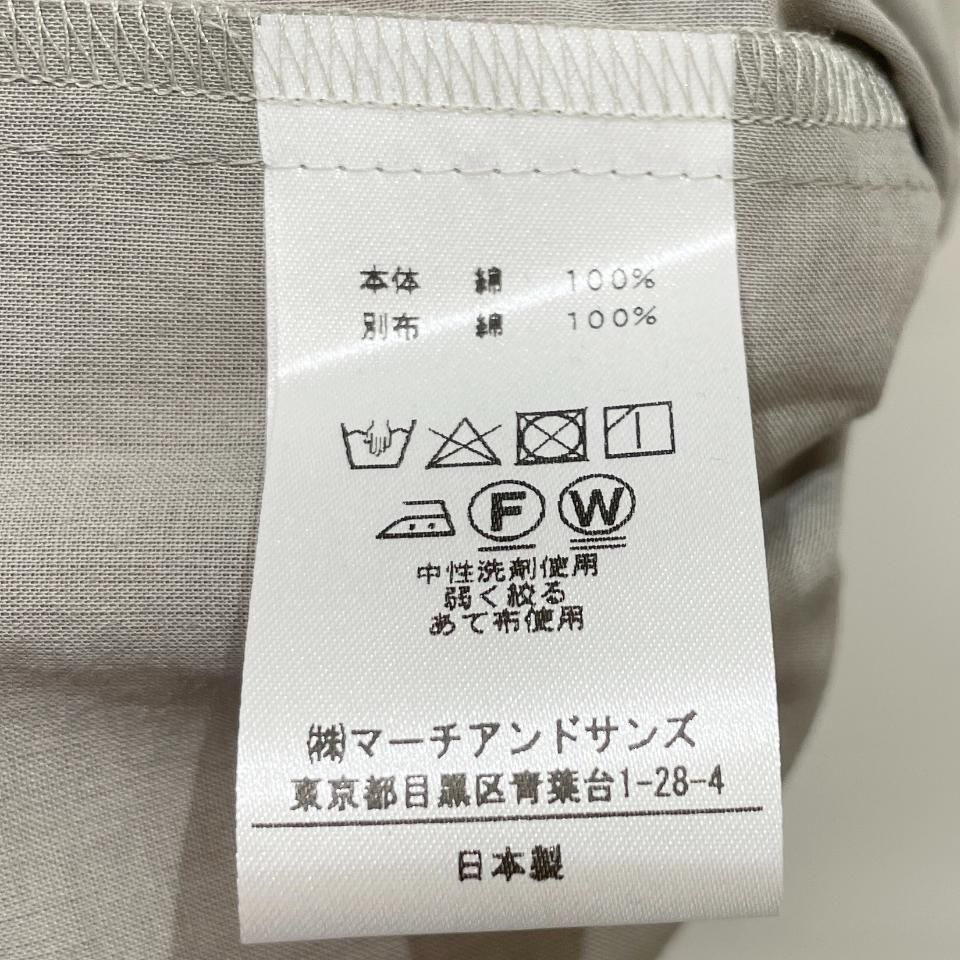 本体 綿 100%
別布 綿 100%
F W
中性洗剤使用
弱く絞る
あて布使用
(株)マーチアンドサンズ
東京都目黒区青葉台1-28-4
日本製